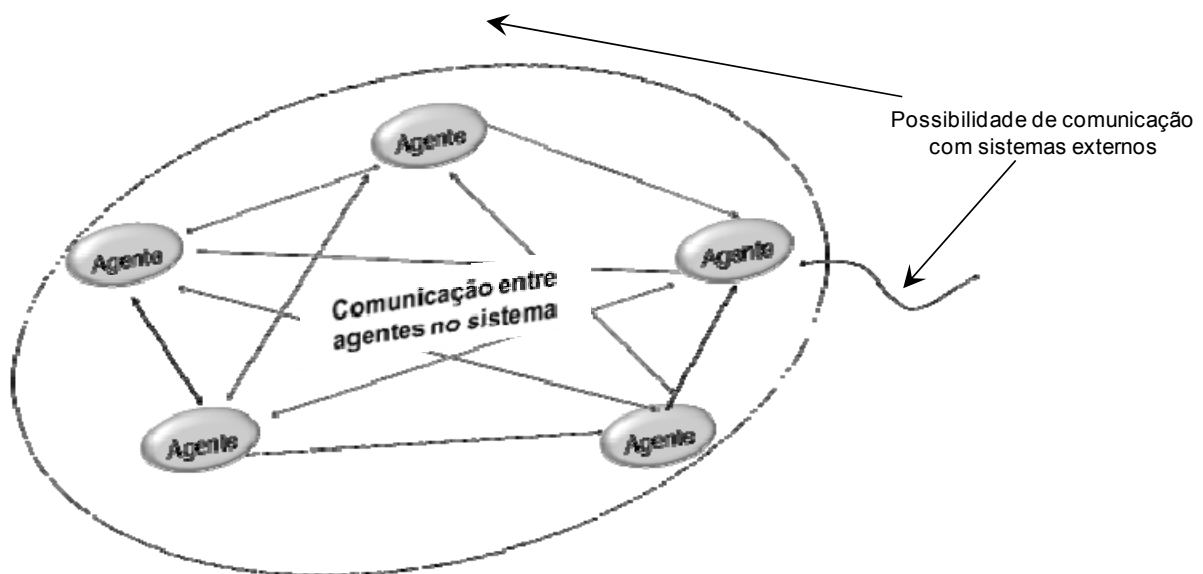 Agente
Possibilidade de comunicação
com sistemas externos
Agente
Agente
Comunicação entre
agentes no sistema
Agente
Agente